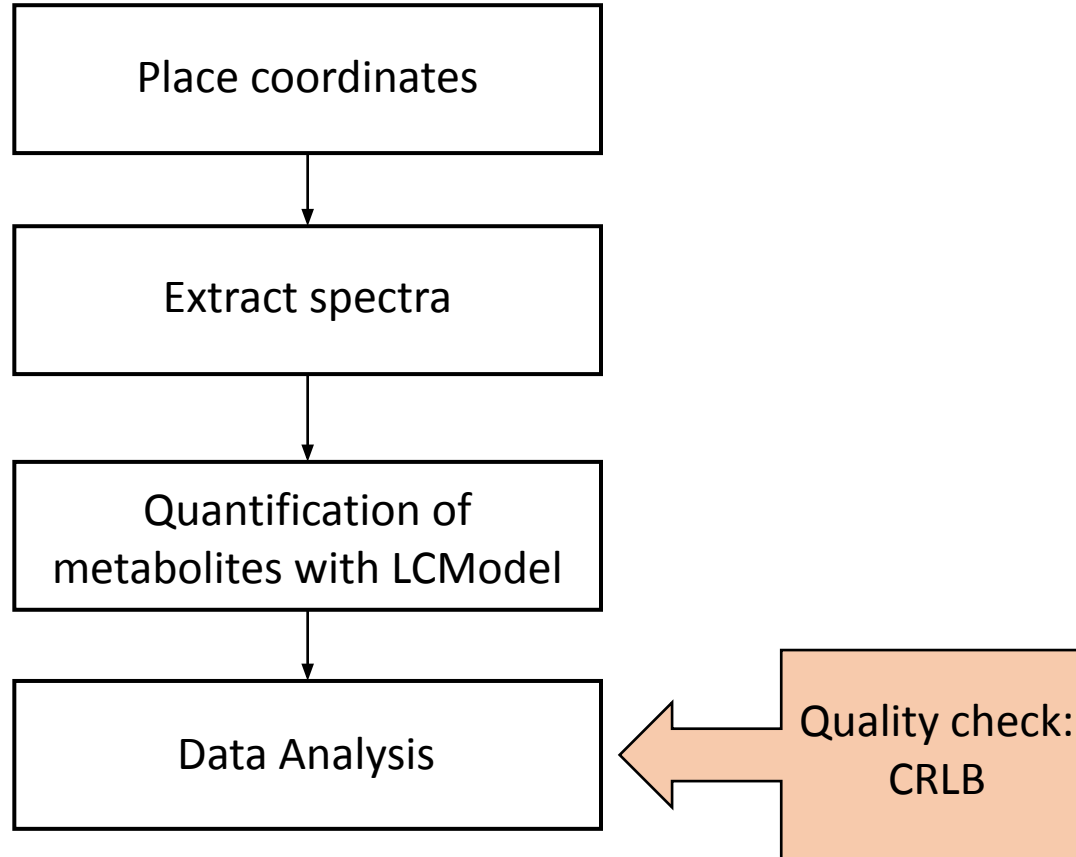 Place coordinates
Extract spectra
Quantification of
metabolites with LCModel
Data Analysis
Quality check:
CRLB